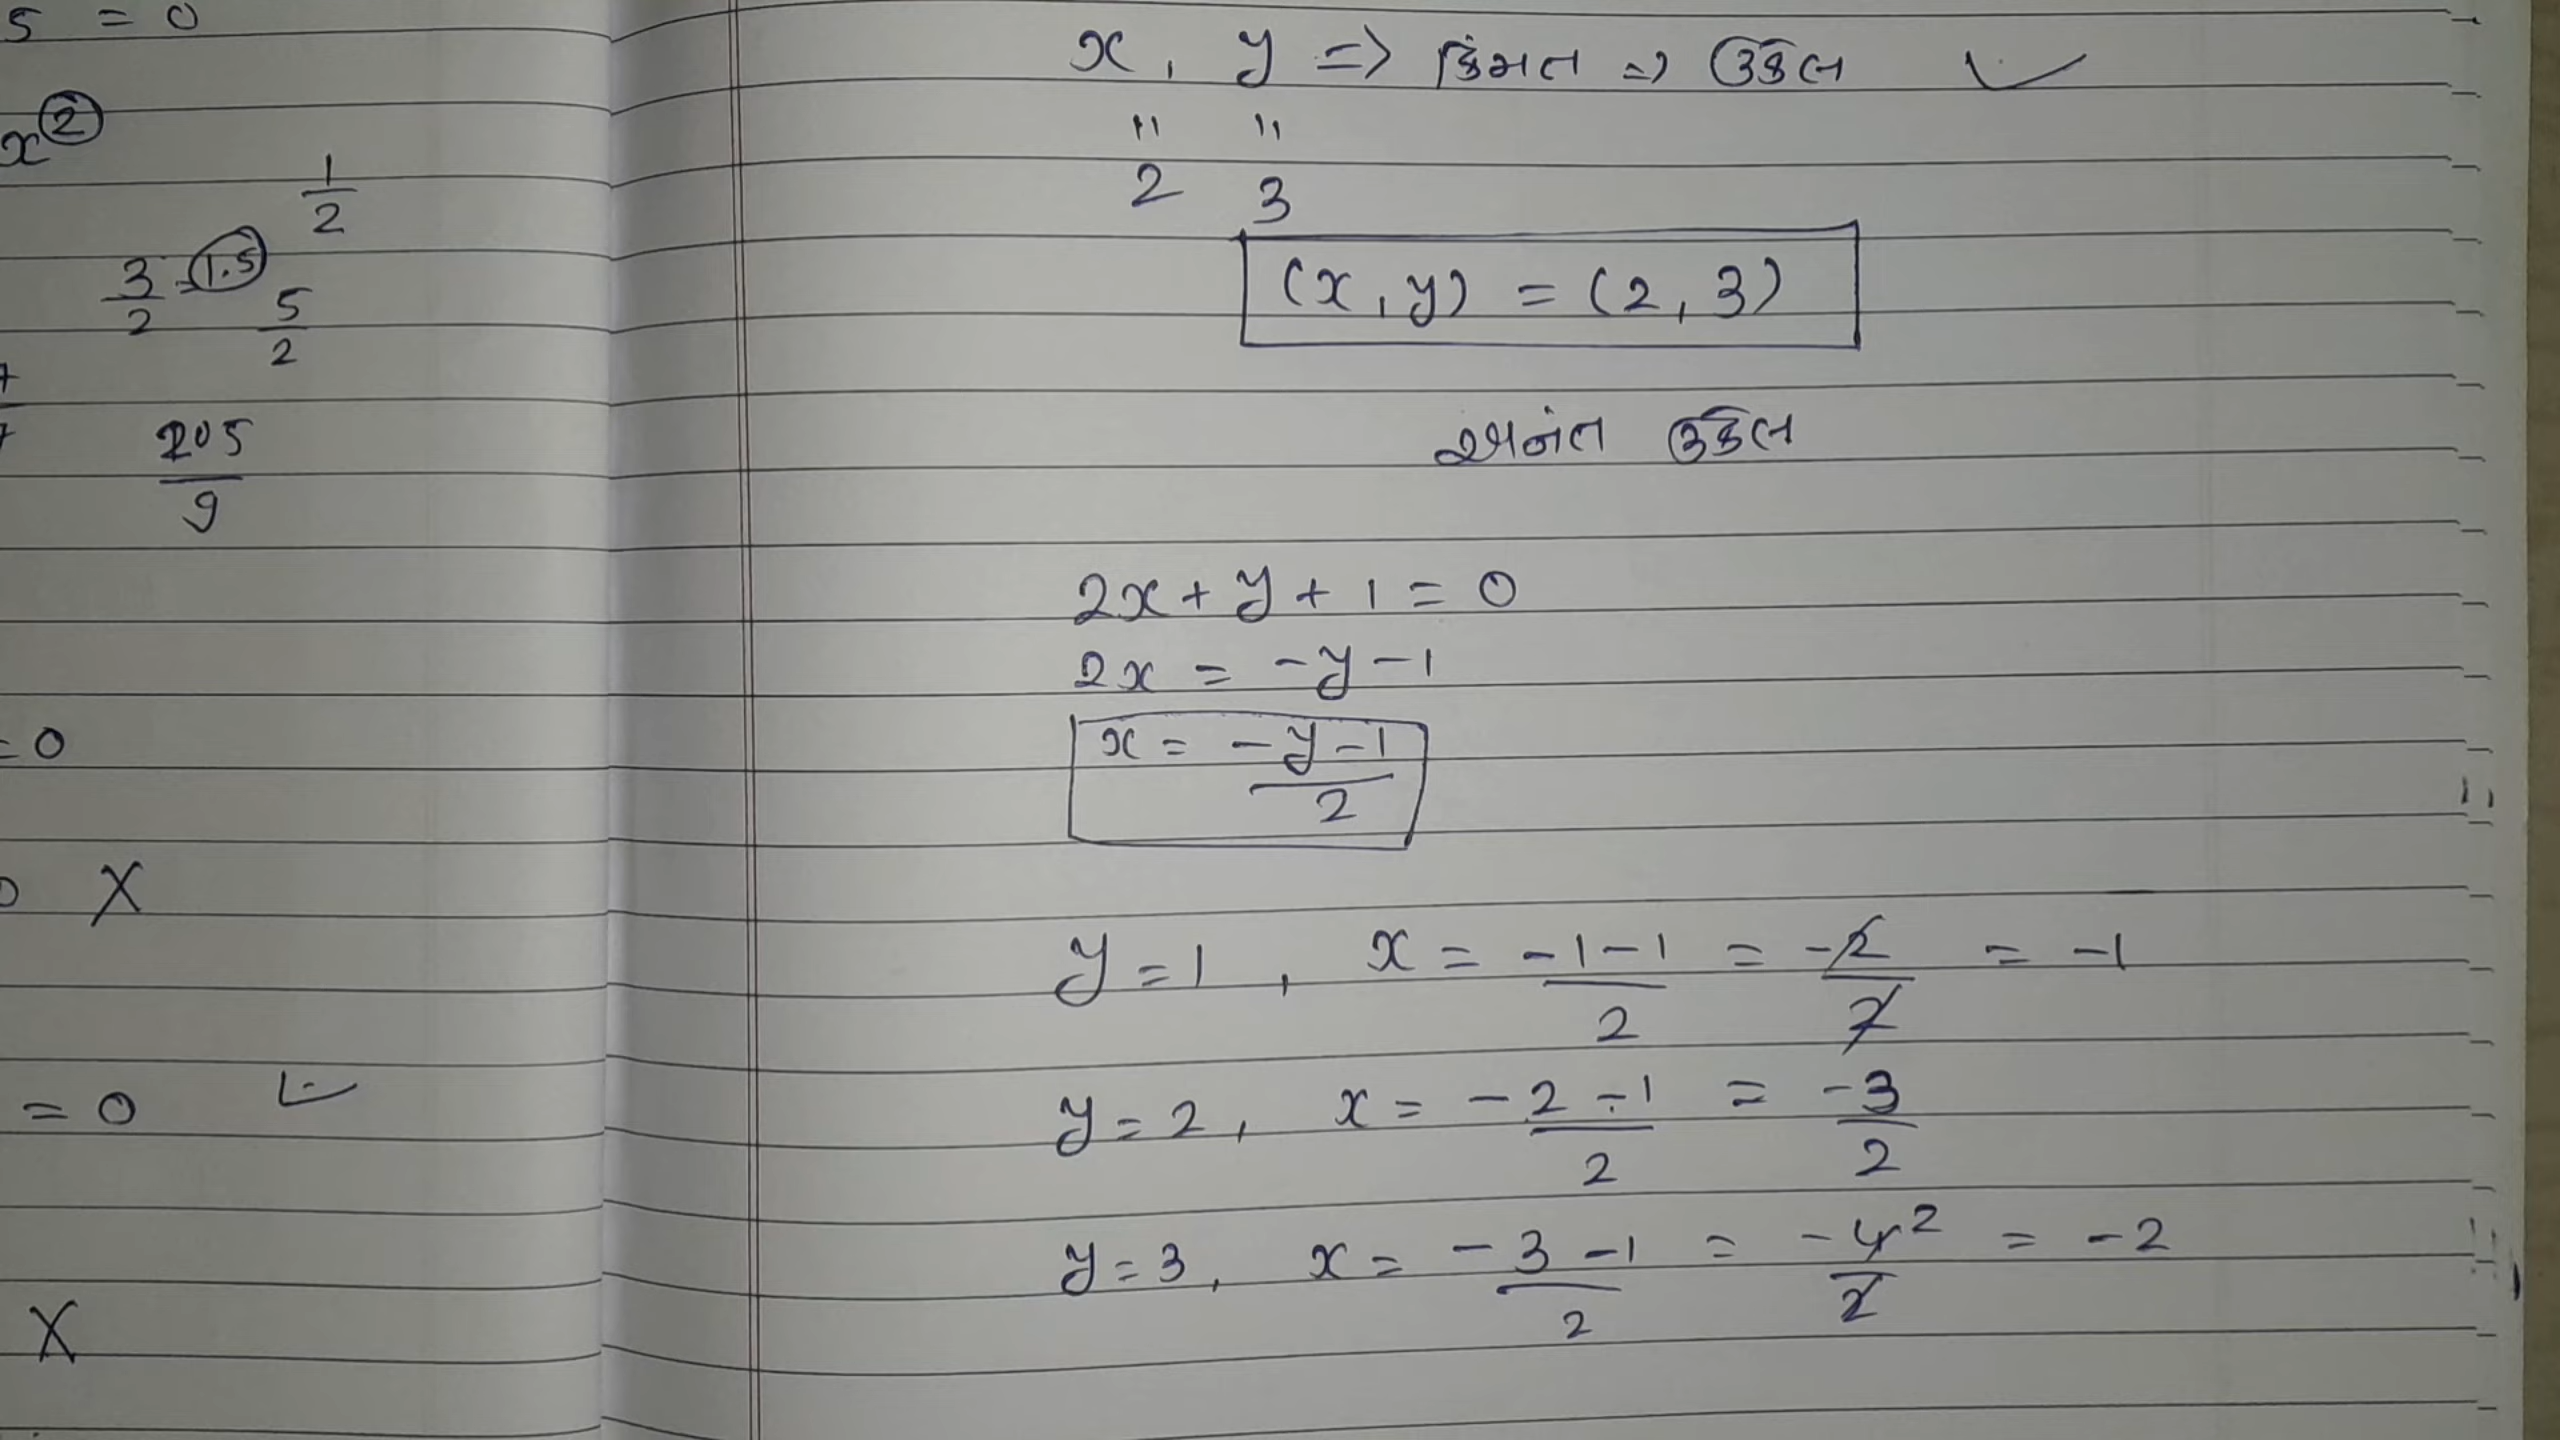 5 = 0
x²
1/2
3/2 = 1.5
5/2
205/9
= 0
X
= 0
X
x, y => કિંમત => ઉકેલ ✓
" "
2 3
(x, y) = (2, 3)
અનંત ઉકેલ
2x + y + 1 = 0
2x = -y - 1
x = -y - 1 / 2
y = 1, x = -1 - 1 / 2 = -2 / 2 = -1
y = 2, x = -2 - 1 / 2 = -3 / 2
y = 3, x = -3 - 1 / 2 = -4² / 2 = -2